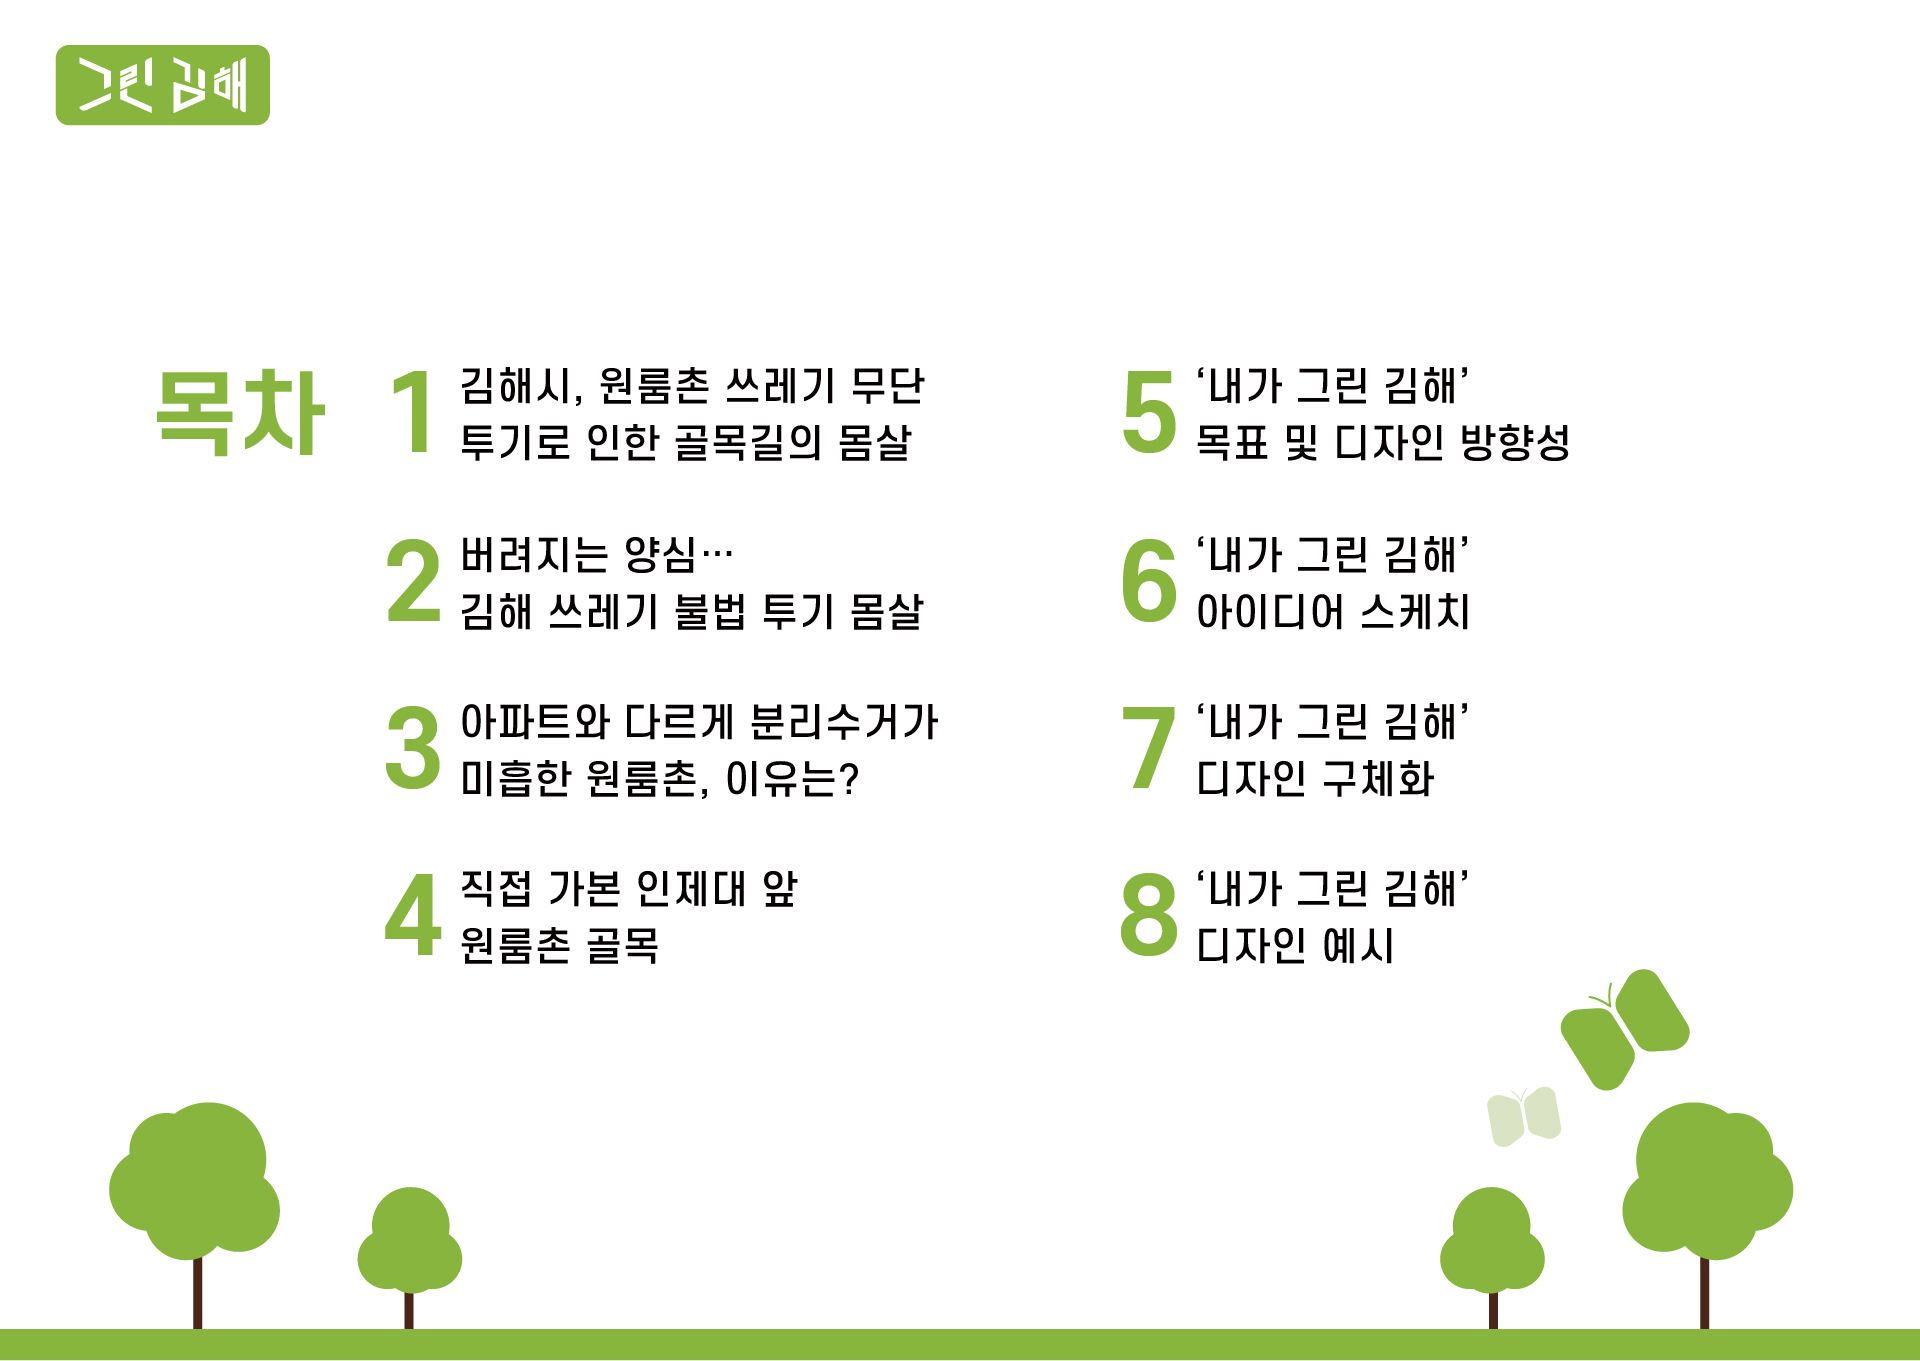 그린 김해
목차
1
김해시, 원룸촌 쓰레기 무단
투기로 인한 골목길의 몸살
2
버려지는 양심…
김해 쓰레기 불법 투기 몸살
3
아파트와 다르게 분리수거가
미흡한 원룸촌, 이유는?
4
직접 가본 인제대 앞
원룸촌 골목
5
‘내가 그린 김해’
목표 및 디자인 방향성
6
‘내가 그린 김해’
아이디어 스케치
7
‘내가 그린 김해’
디자인 구체화
8
‘내가 그린 김해’
디자인 예시